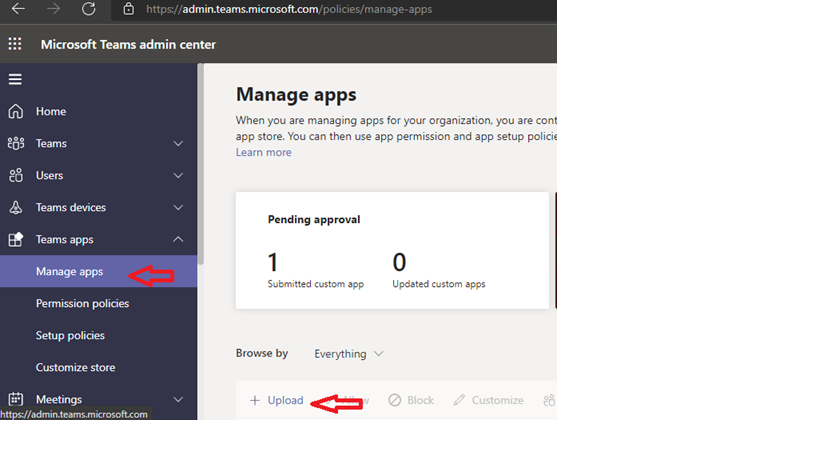 https://admin.teams.microsoft.com/policies/manage-apps
Microsoft Teams admin center
Home
Teams
Users
Teams devices
Teams apps
Manage apps
Permission policies
Setup policies
Customize store
Meetings
https://admin.teams.microsoft.com
Manage apps
When you are managing apps for your organization, you are cont
app store. You can then use app permission and app setup policie
Learn more
Pending approval
1
Submitted custom app
0
Updated custom apps
Browse by
Everything
+ Upload
Block
Customize